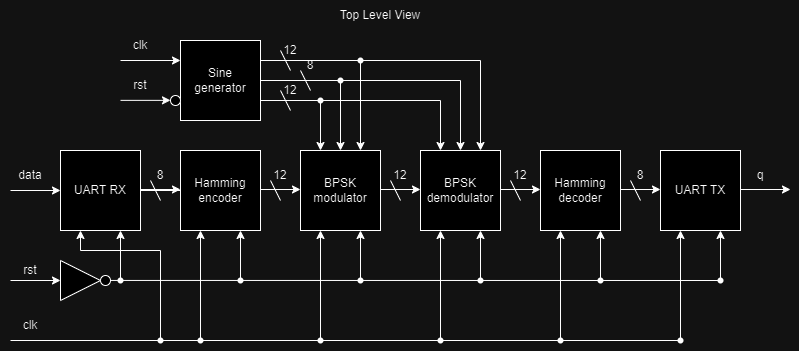 Top Level View
clk
12
8
Sine
generator
rst
12
data
UART RX
8
Hamming
encoder
12
BPSK
modulator
12
BPSK
demodulator
12
Hamming
decoder
8
UART TX
q
rst
clk